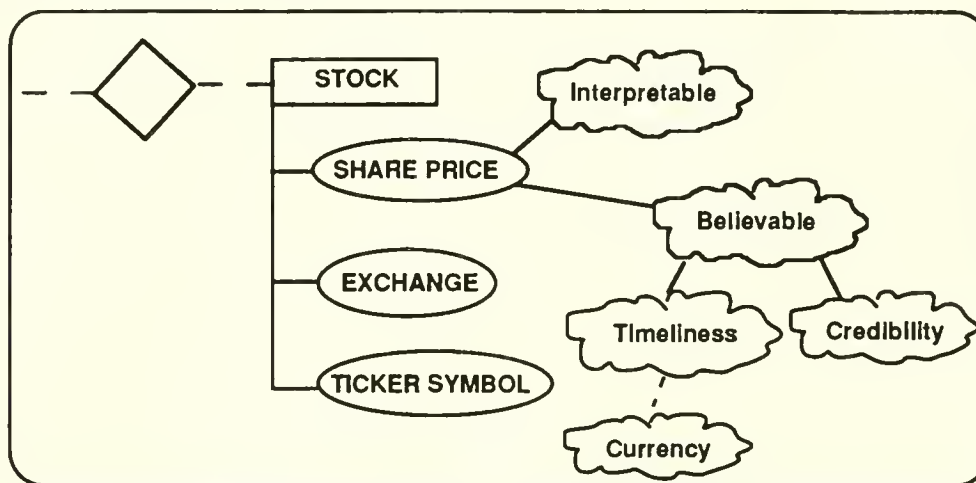 STOCK
Interpretable
SHARE PRICE
Believable
EXCHANGE
Timeliness
Credibility
TICKER SYMBOL
Currency